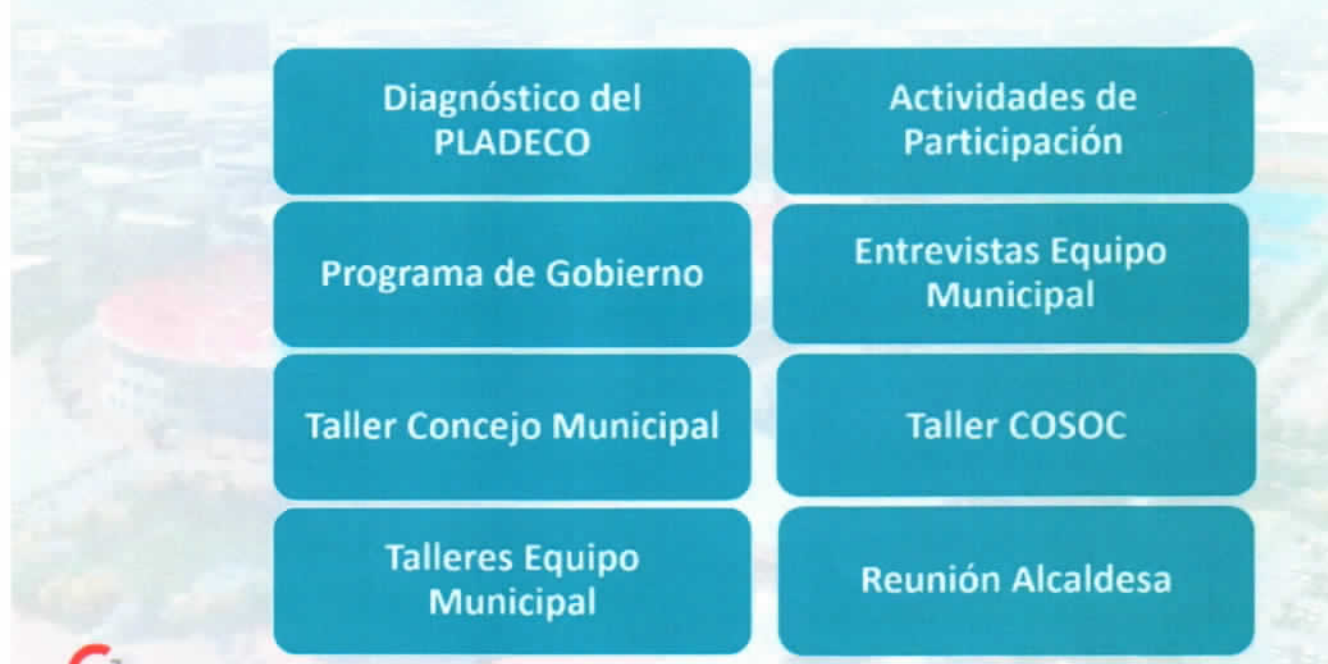 Diagnóstico del
PLADECO
Actividades de
Participación
Programa de Gobierno
Entrevistas Equipo
Municipal
Taller Concejo Municipal
Taller COSOC
Talleres Equipo
Municipal
Reunión Alcaldesa